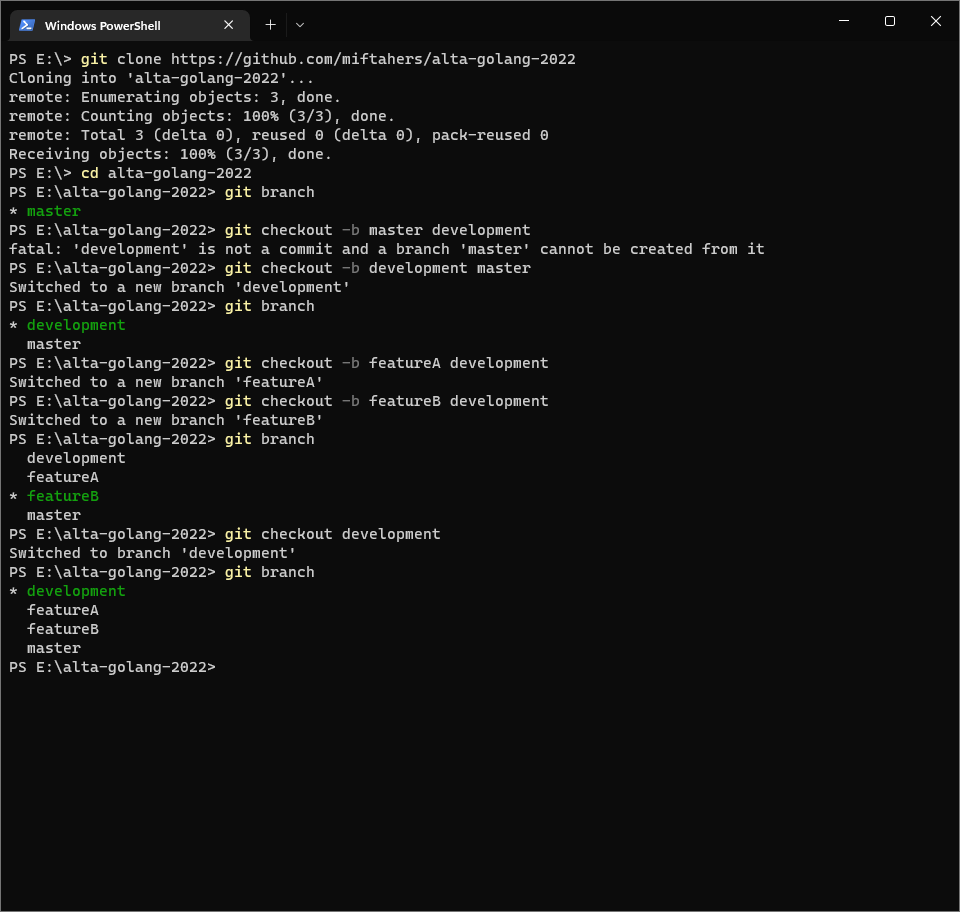 Windows PowerShell
PS E:\> git clone https://github.com/miftahers/alta-golang-2022
Cloning into 'alta-golang-2022'...
remote: Enumerating objects: 3, done.
remote: Counting objects: 100% (3/3), done.
remote: Total 3 (delta 0), reused 0 (delta 0), pack-reused 0
Receiving objects: 100% (3/3), done.
PS E:\> cd alta-golang-2022
PS E:\alta-golang-2022> git branch
* master
PS E:\alta-golang-2022> git checkout -b master development
fatal: 'development' is not a commit and a branch 'master' cannot be created from it
PS E:\alta-golang-2022> git checkout -b development master
Switched to a new branch 'development'
PS E:\alta-golang-2022> git branch
* development
  master
PS E:\alta-golang-2022> git checkout -b featureA development
Switched to a new branch 'featureA'
PS E:\alta-golang-2022> git checkout -b featureB development
Switched to a new branch 'featureB'
PS E:\alta-golang-2022> git branch
  development
  featureA
* featureB
  master
PS E:\alta-golang-2022> git checkout development
Switched to branch 'development'
PS E:\alta-golang-2022> git branch
* development
  featureA
  featureB
  master
PS E:\alta-golang-2022>